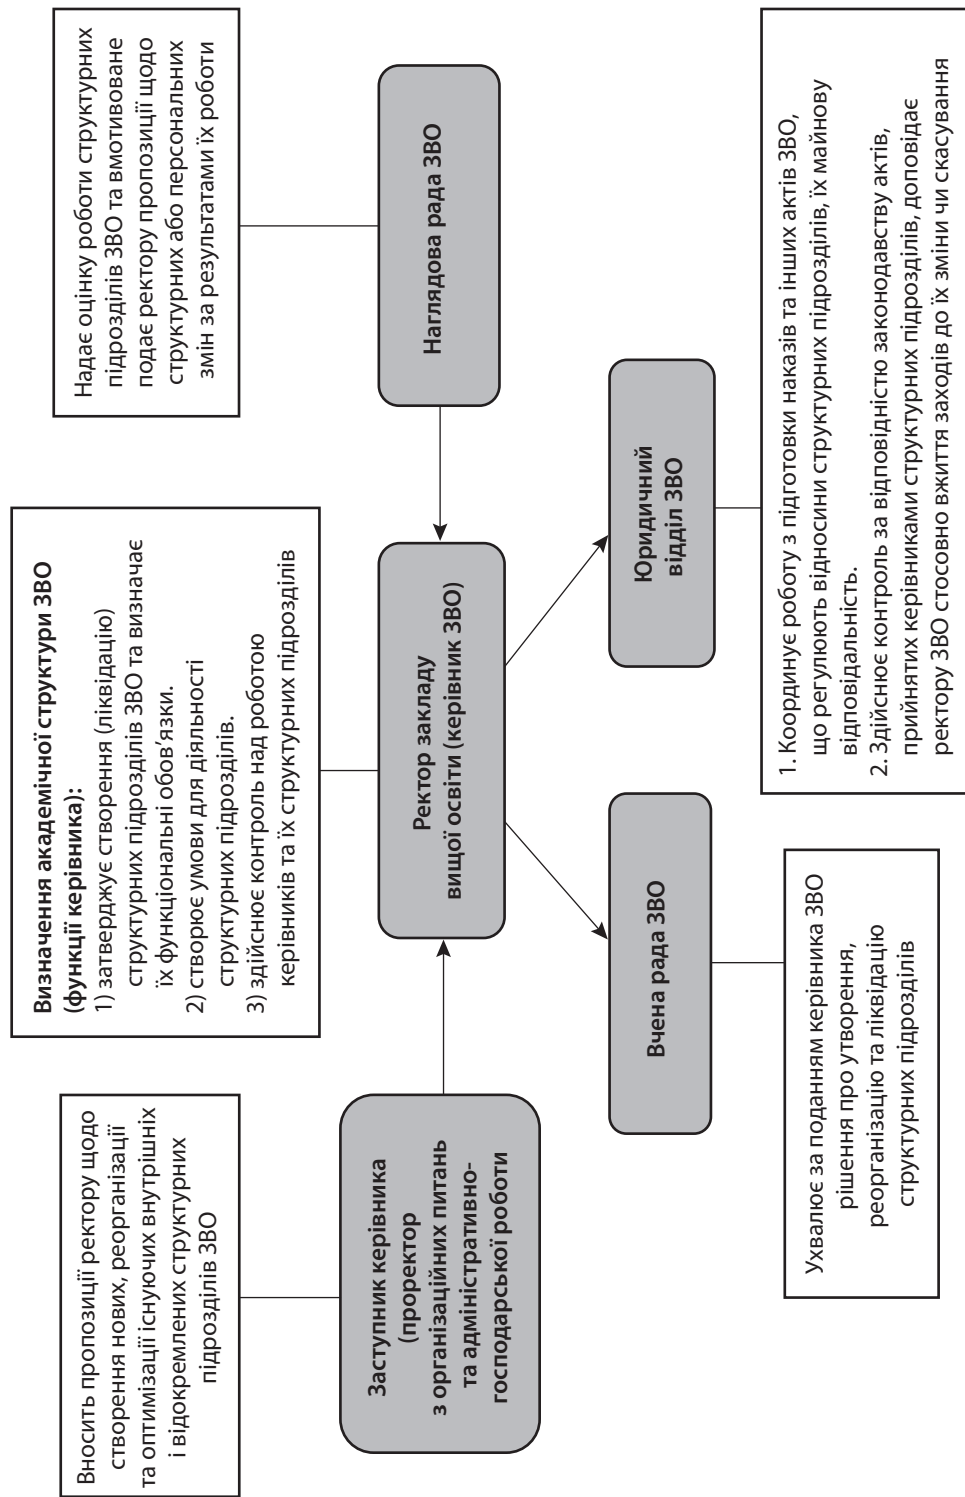 Вносить пропозиції ректору щодо
створення нових, реорганізації
та оптимізації існуючих внутрішніх
і відокремлених структурних
підрозділів ЗВО
Визначення академічної структури ЗВО
(функції керівника):
1) затверджує створення (ліквідацію)
структурних підрозділів ЗВО та визначає
їх функціональні обов’язки.
2) створює умови для діяльності
структурних підрозділів.
3) здійснює контроль над роботою
керівників та їх структурних підрозділів
Надає оцінку роботи структурних
підрозділів ЗВО та вмотивоване
подає ректору пропозиції щодо
структурних або персональних
змін за результатами їх роботи
Заступник керівника
(проректор
з організаційних питань
та адміністративно-
господарської роботи
Ректор закладу
вищої освіти (керівник ЗВО)
Наглядова рада ЗВО
Вчена рада ЗВО
Юридичний
відділ ЗВО
Ухвалює за поданням керівника ЗВО
рішення про утворення,
реорганізацію та ліквідацію
структурних підрозділів
1. Координує роботу з підготовки наказів та інших актів ЗВО,
що регулюють відносини структурних підрозділів, їх майнову
відповідальність.
2. Здійснює контроль за відповідністю законодавству актів,
прийнятих керівниками структурних підрозділів, доповідає
ректору ЗВО стосовно вжиття заходів до їх зміни чи скасування